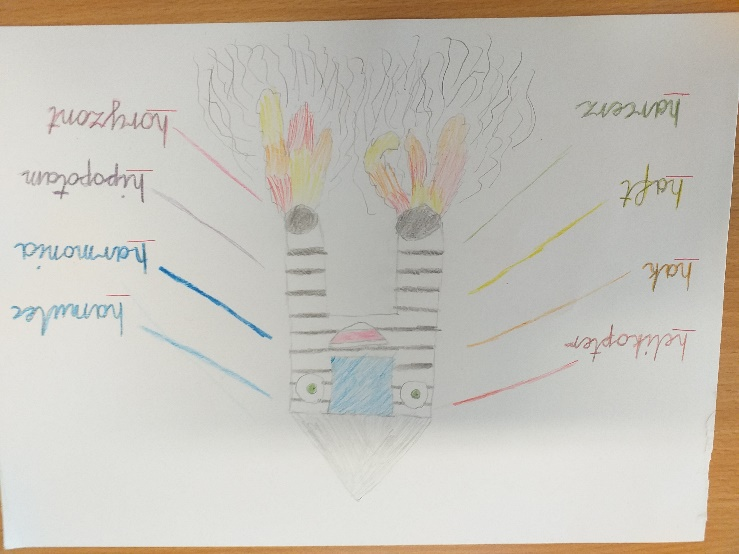 helikopter
hak
haft
harcerz
hamulec
harmonia
hipopotam
horyzont